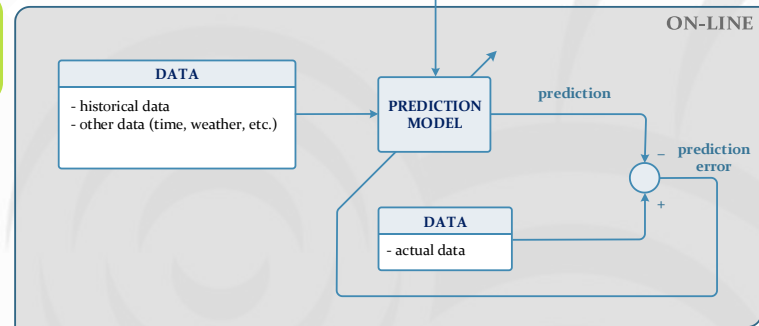 ON-LINE
DATA
- historical data
- other data (time, weather, etc.)
PREDICTION
MODEL
prediction
–
prediction
error
+
DATA
- actual data